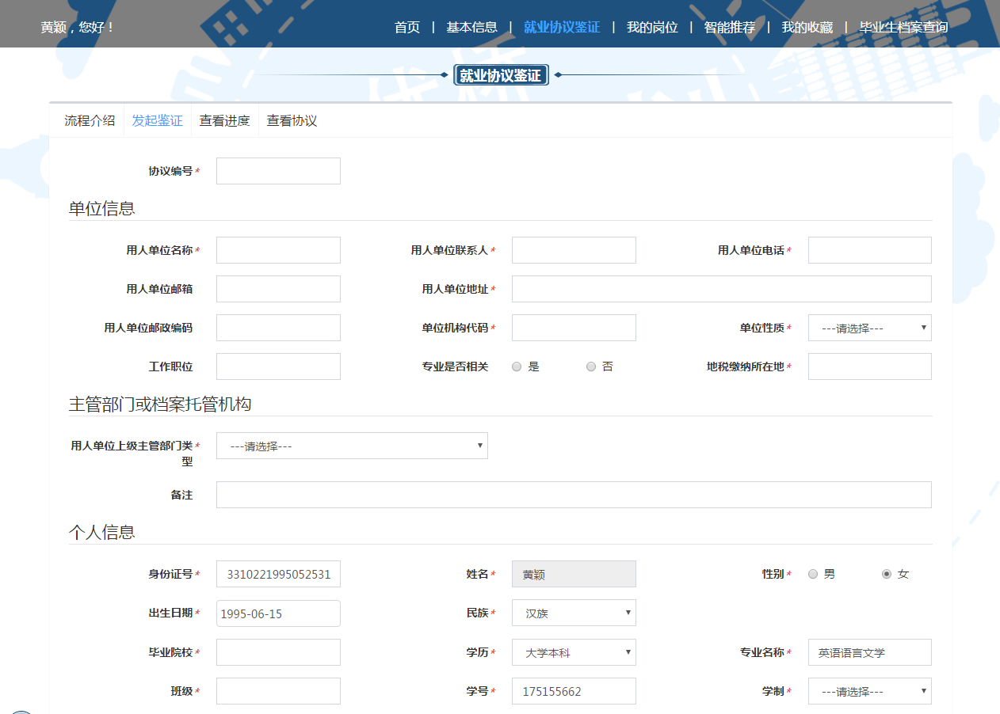 黄颖，您好！ 首页 | 基本信息 | 就业协议鉴证 | 我的岗位 | 智能推荐 | 我的收藏 | 毕业生档案查询
就业协议鉴证
流程介绍 发起鉴证 查看进度 查看协议
协议编号*
单位信息
用人单位名称* 用人单位联系人* 用人单位电话*
用人单位邮箱 用人单位地址*
用人单位邮政编码 单位机构代码* 单位性质* ---请选择---
工作职位 专业是否相关 是 否 地税缴纳所在地*
主管部门或档案托管机构
用人单位上级主管部门类型* ---请选择---
备注
个人信息
身份证号* 3310221995052531 姓名* 黄颖 性别* 男 女
出生日期* 1995-06-15 民族* 汉族
毕业院校* 学历* 大学本科 专业名称* 英语语言文学
班级* 学号* 175155662 学制* ---请选择---